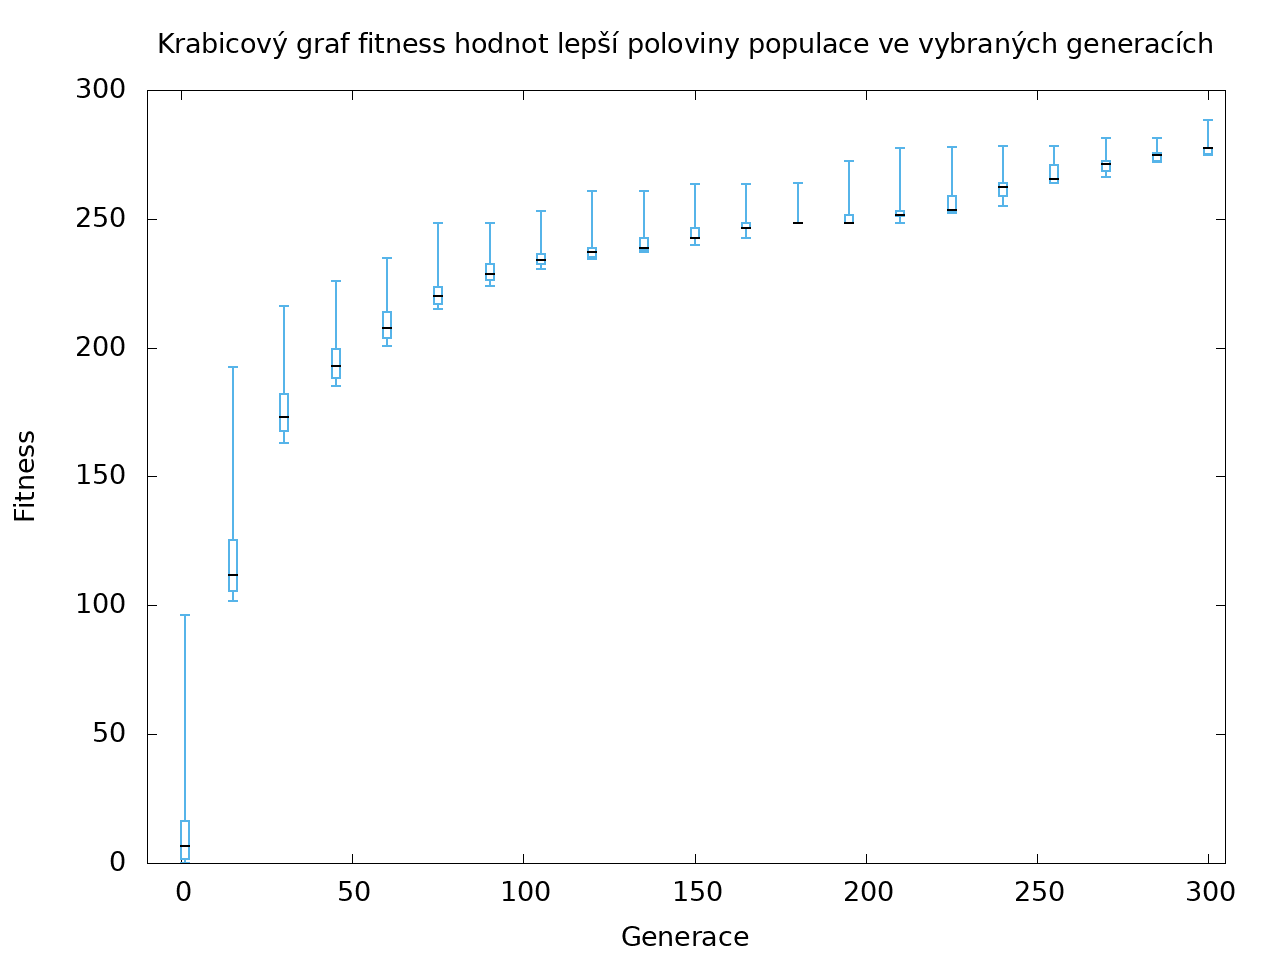 Krabicový graf fitness hodnot lepší poloviny populace ve vybraných generacích
300
250
200
150
100
50
0
Fitness
0 50 100 150 200 250 300
Generace